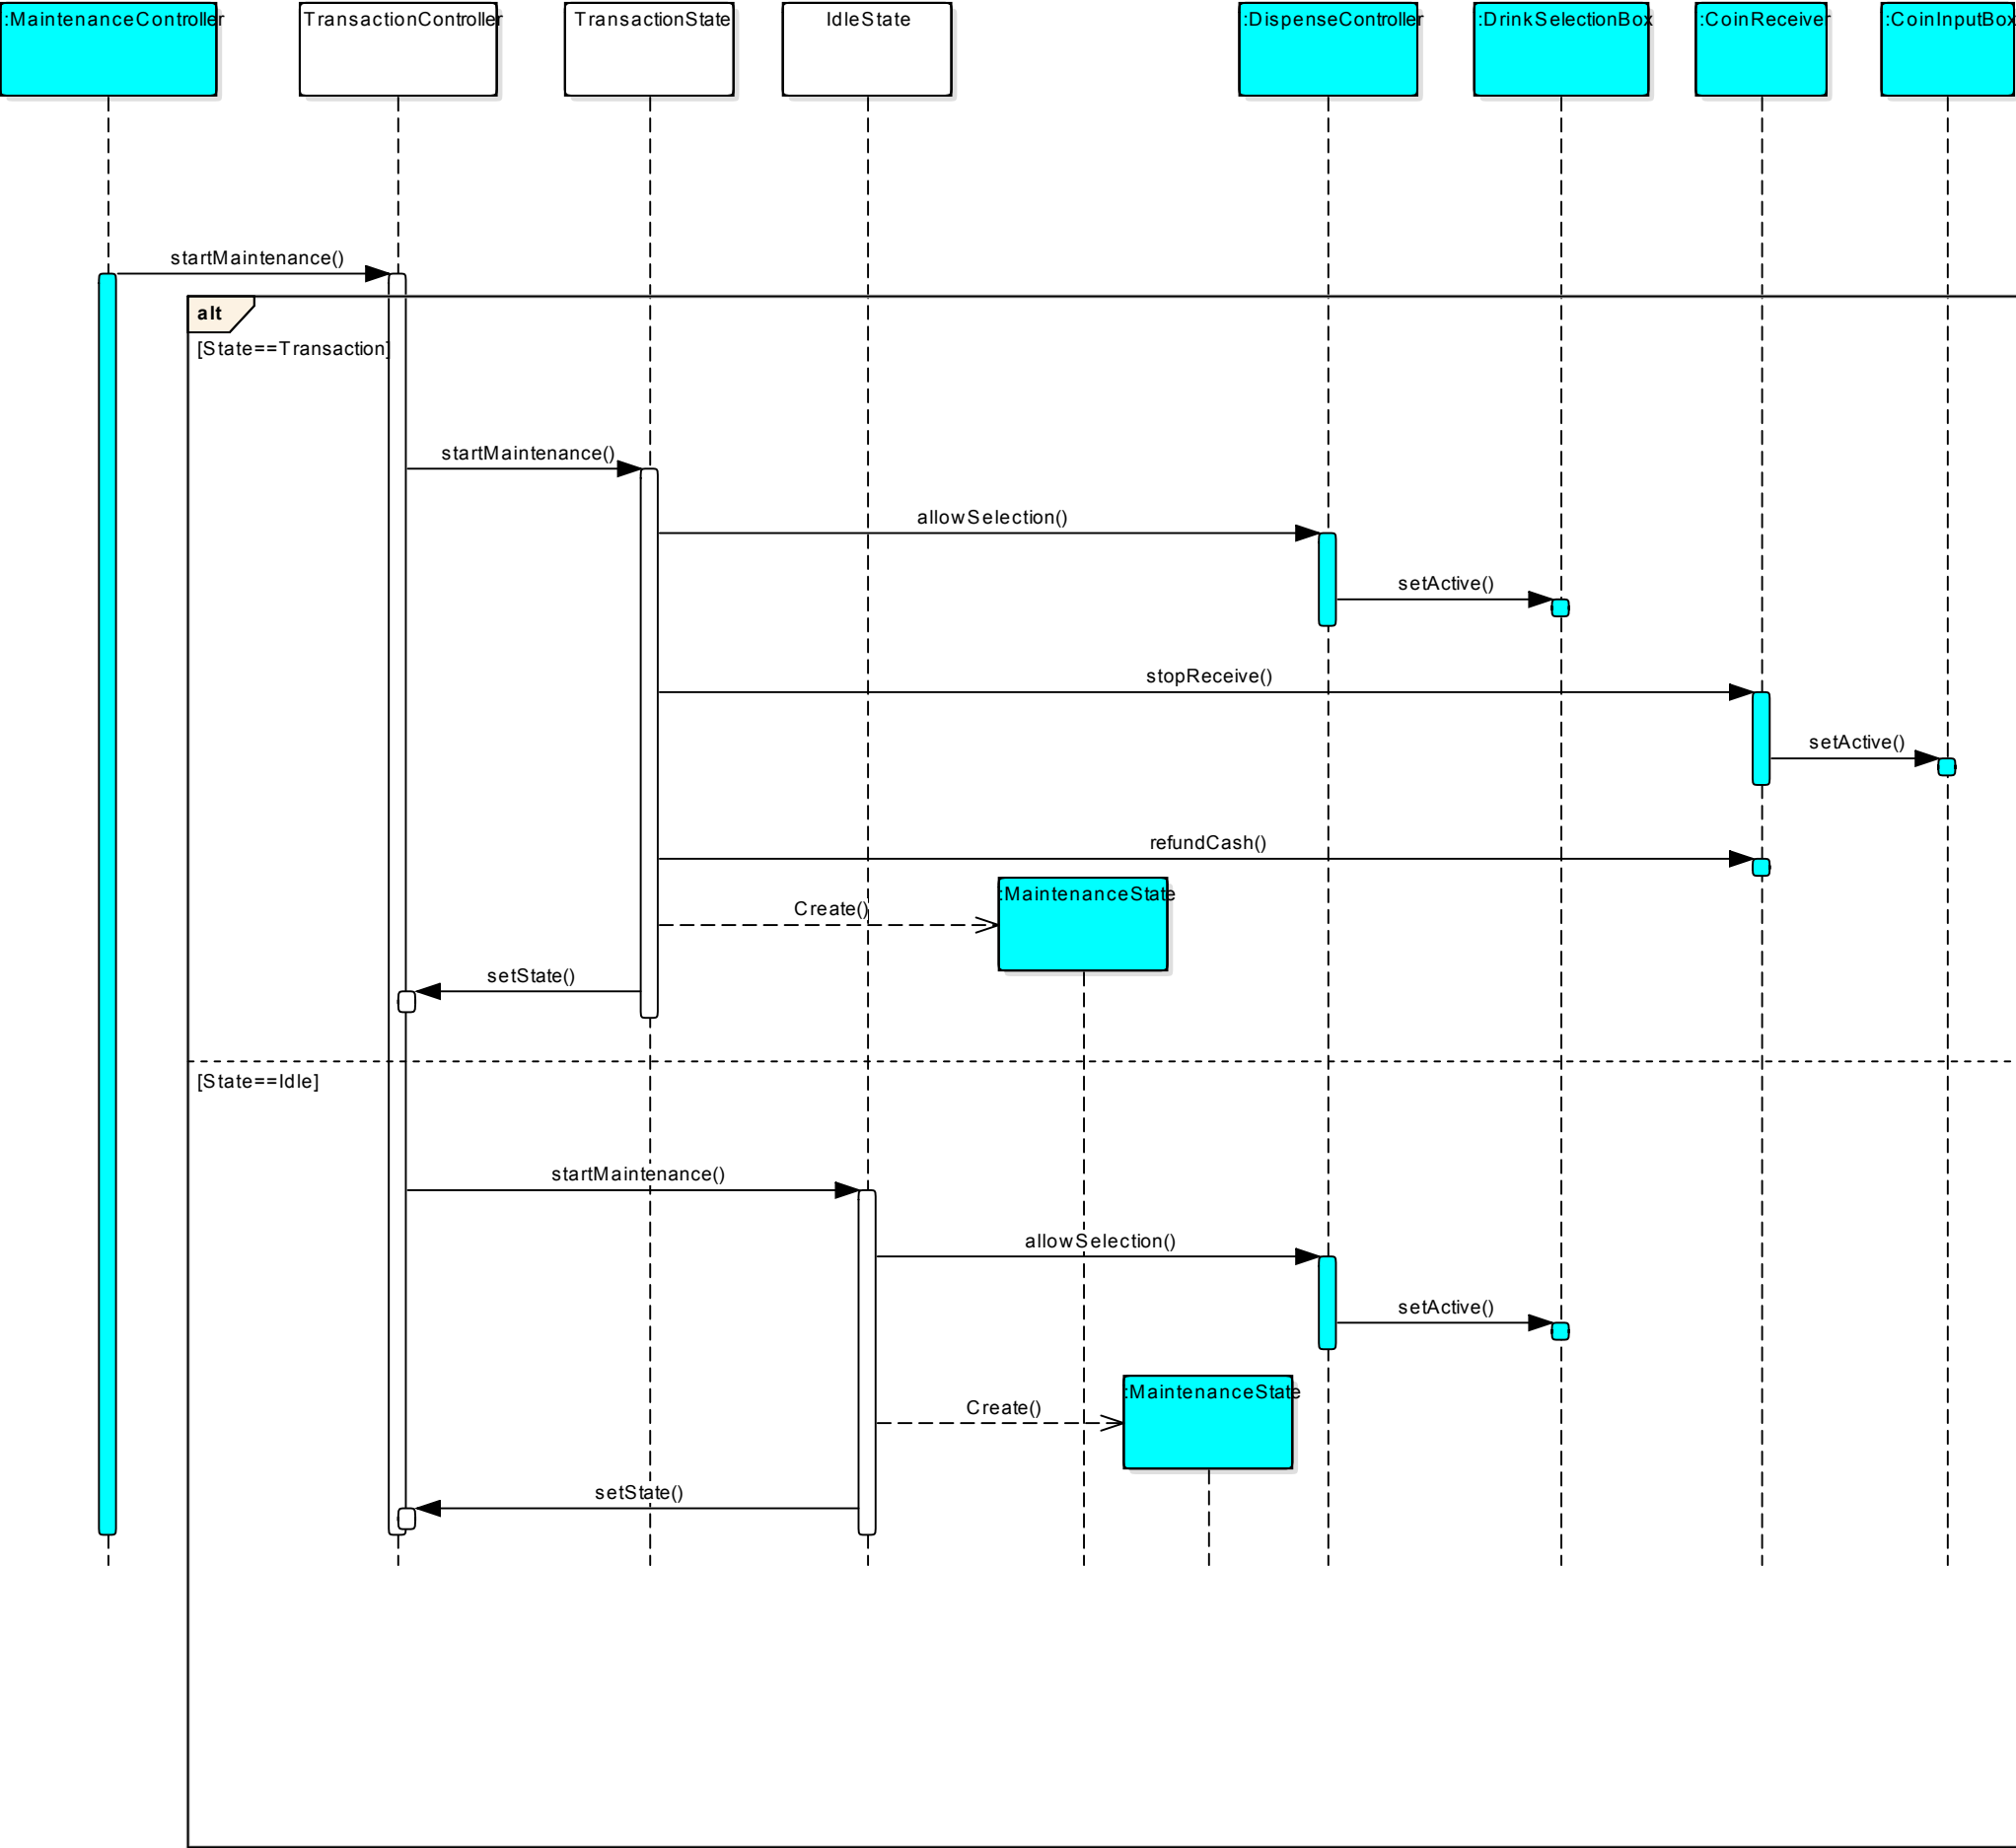 :MaintenanceController
TransactionController
TransactionState
IdleState
:DispenseController
:DrinkSelectionBox
:CoinReceiver
:CoinInputBox
startMaintenance()
alt
[State==Transaction]
startMaintenance()
allowSelection()
setActive()
stopReceive()
setActive()
refundCash()
:MaintenanceState
Create()
setState()
[State==Idle]
startMaintenance()
allowSelection()
setActive()
:MaintenanceState
Create()
setState()